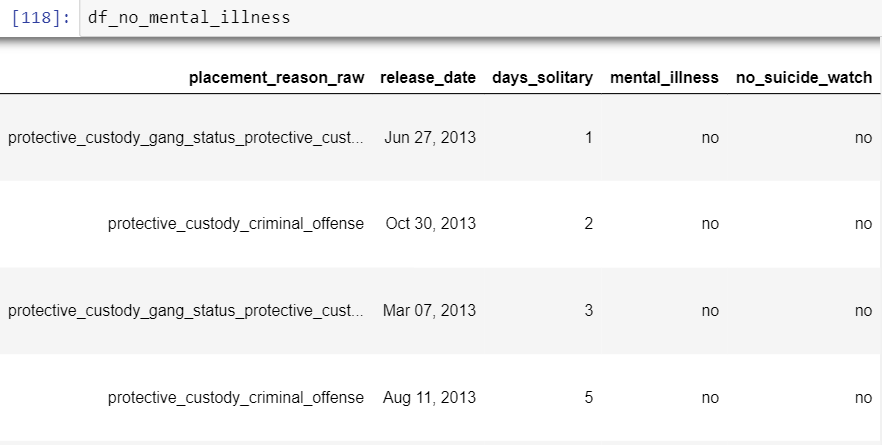 [118]: df_no_mental_illness
placement_reason_raw release_date days_solitary mental_illness no_suicide_watch
protective_custody_gang_status_protective_cust... Jun 27, 2013 1 no no
protective_custody_criminal_offense Oct 30, 2013 2 no no
protective_custody_gang_status_protective_cust... Mar 07, 2013 3 no no
protective_custody_criminal_offense Aug 11, 2013 5 no no